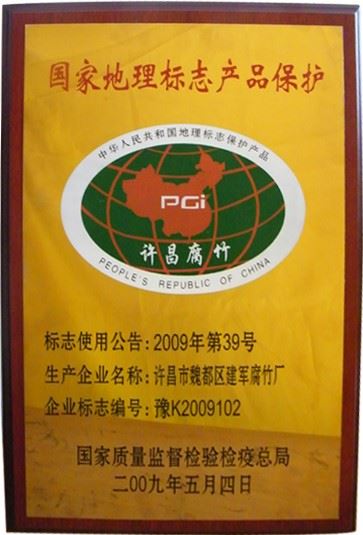 国家地理标志产品保护
中华人民共和国地理标志保护产品
PGi
许昌腐竹
PEOPLE'S REPUBLIC OF CHINA
标志使用公告：2009年第39号
生产企业名称：许昌市魏都区建军腐竹厂
企业标志编号：豫K2009102
国家质量监督检验检疫总局
二00九年五月四日